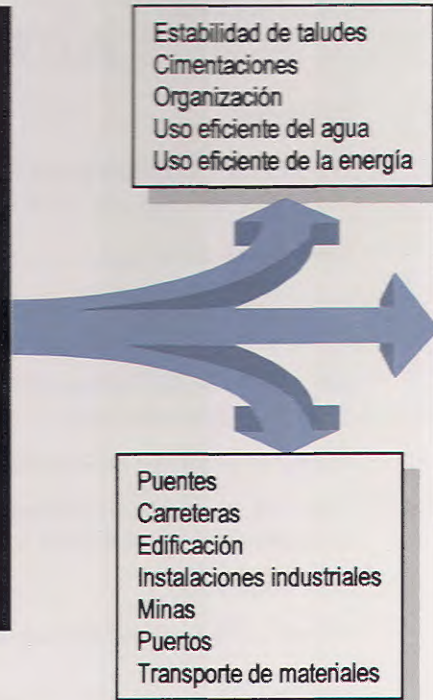 Estabilidad de taludes
Cimentaciones
Organización
Uso eficiente del agua
Uso eficiente de la energía
Puentes
Carreteras
Edificación
Instalaciones industriales
Minas
Puertos
Transporte de materiales